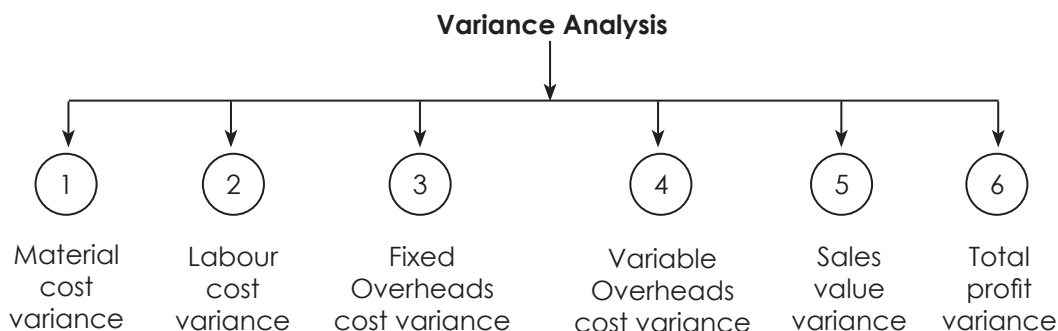 Variance Analysis
1
2
3
4
5
6
Material
cost
variance
Labour
cost
variance
Fixed
Overheads
cost variance
Variable
Overheads
cost variance
Sales
value
variance
Total
profit
variance